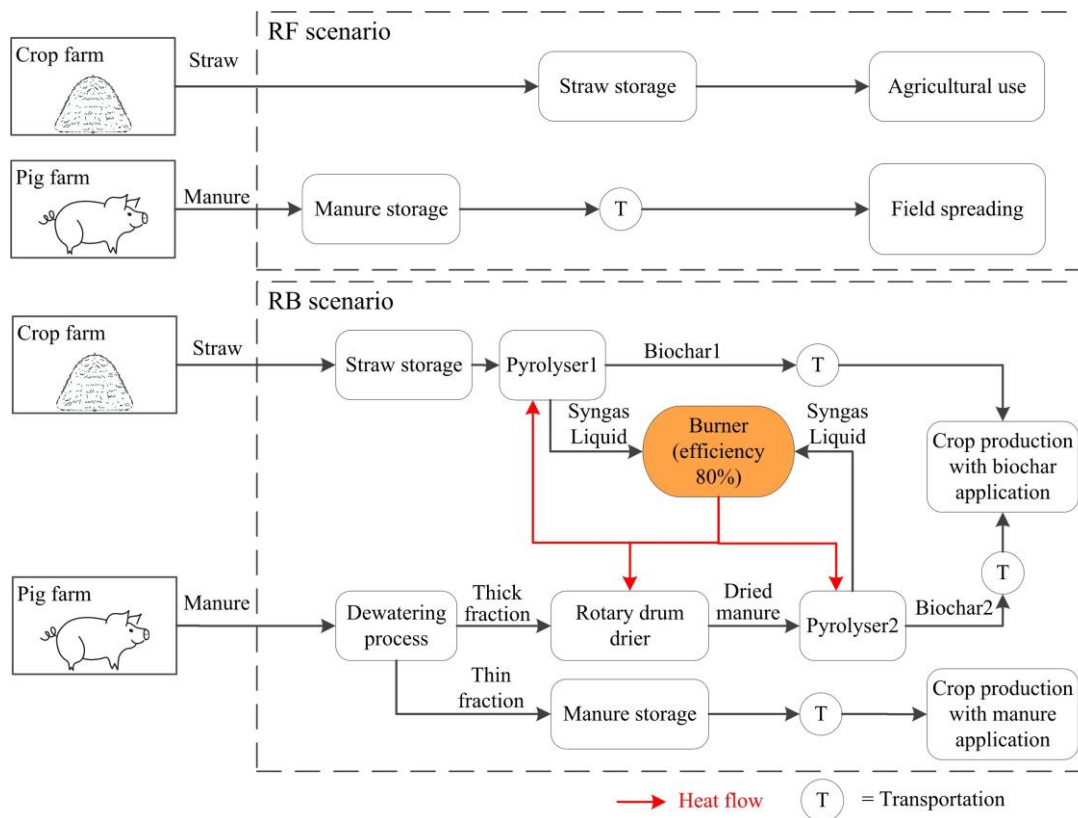 RF scenario
Crop farm
Straw
Straw storage
Agricultural use
Pig farm
Manure
Manure storage
T
Field spreading
RB scenario
Crop farm
Straw
Straw storage
Pyrolyser1
Biochar1
T
Syngas
Liquid
Burner
(efficiency
80%)
Syngas
Liquid
Crop production
with biochar
application
T
Pig farm
Manure
Dewatering
process
Thick
fraction
Rotary drum
drier
Dried
manure
Pyrolyser2
Biochar2
Thin
fraction
Manure storage
T
Crop production
with manure
application
Heat flow
T = Transportation